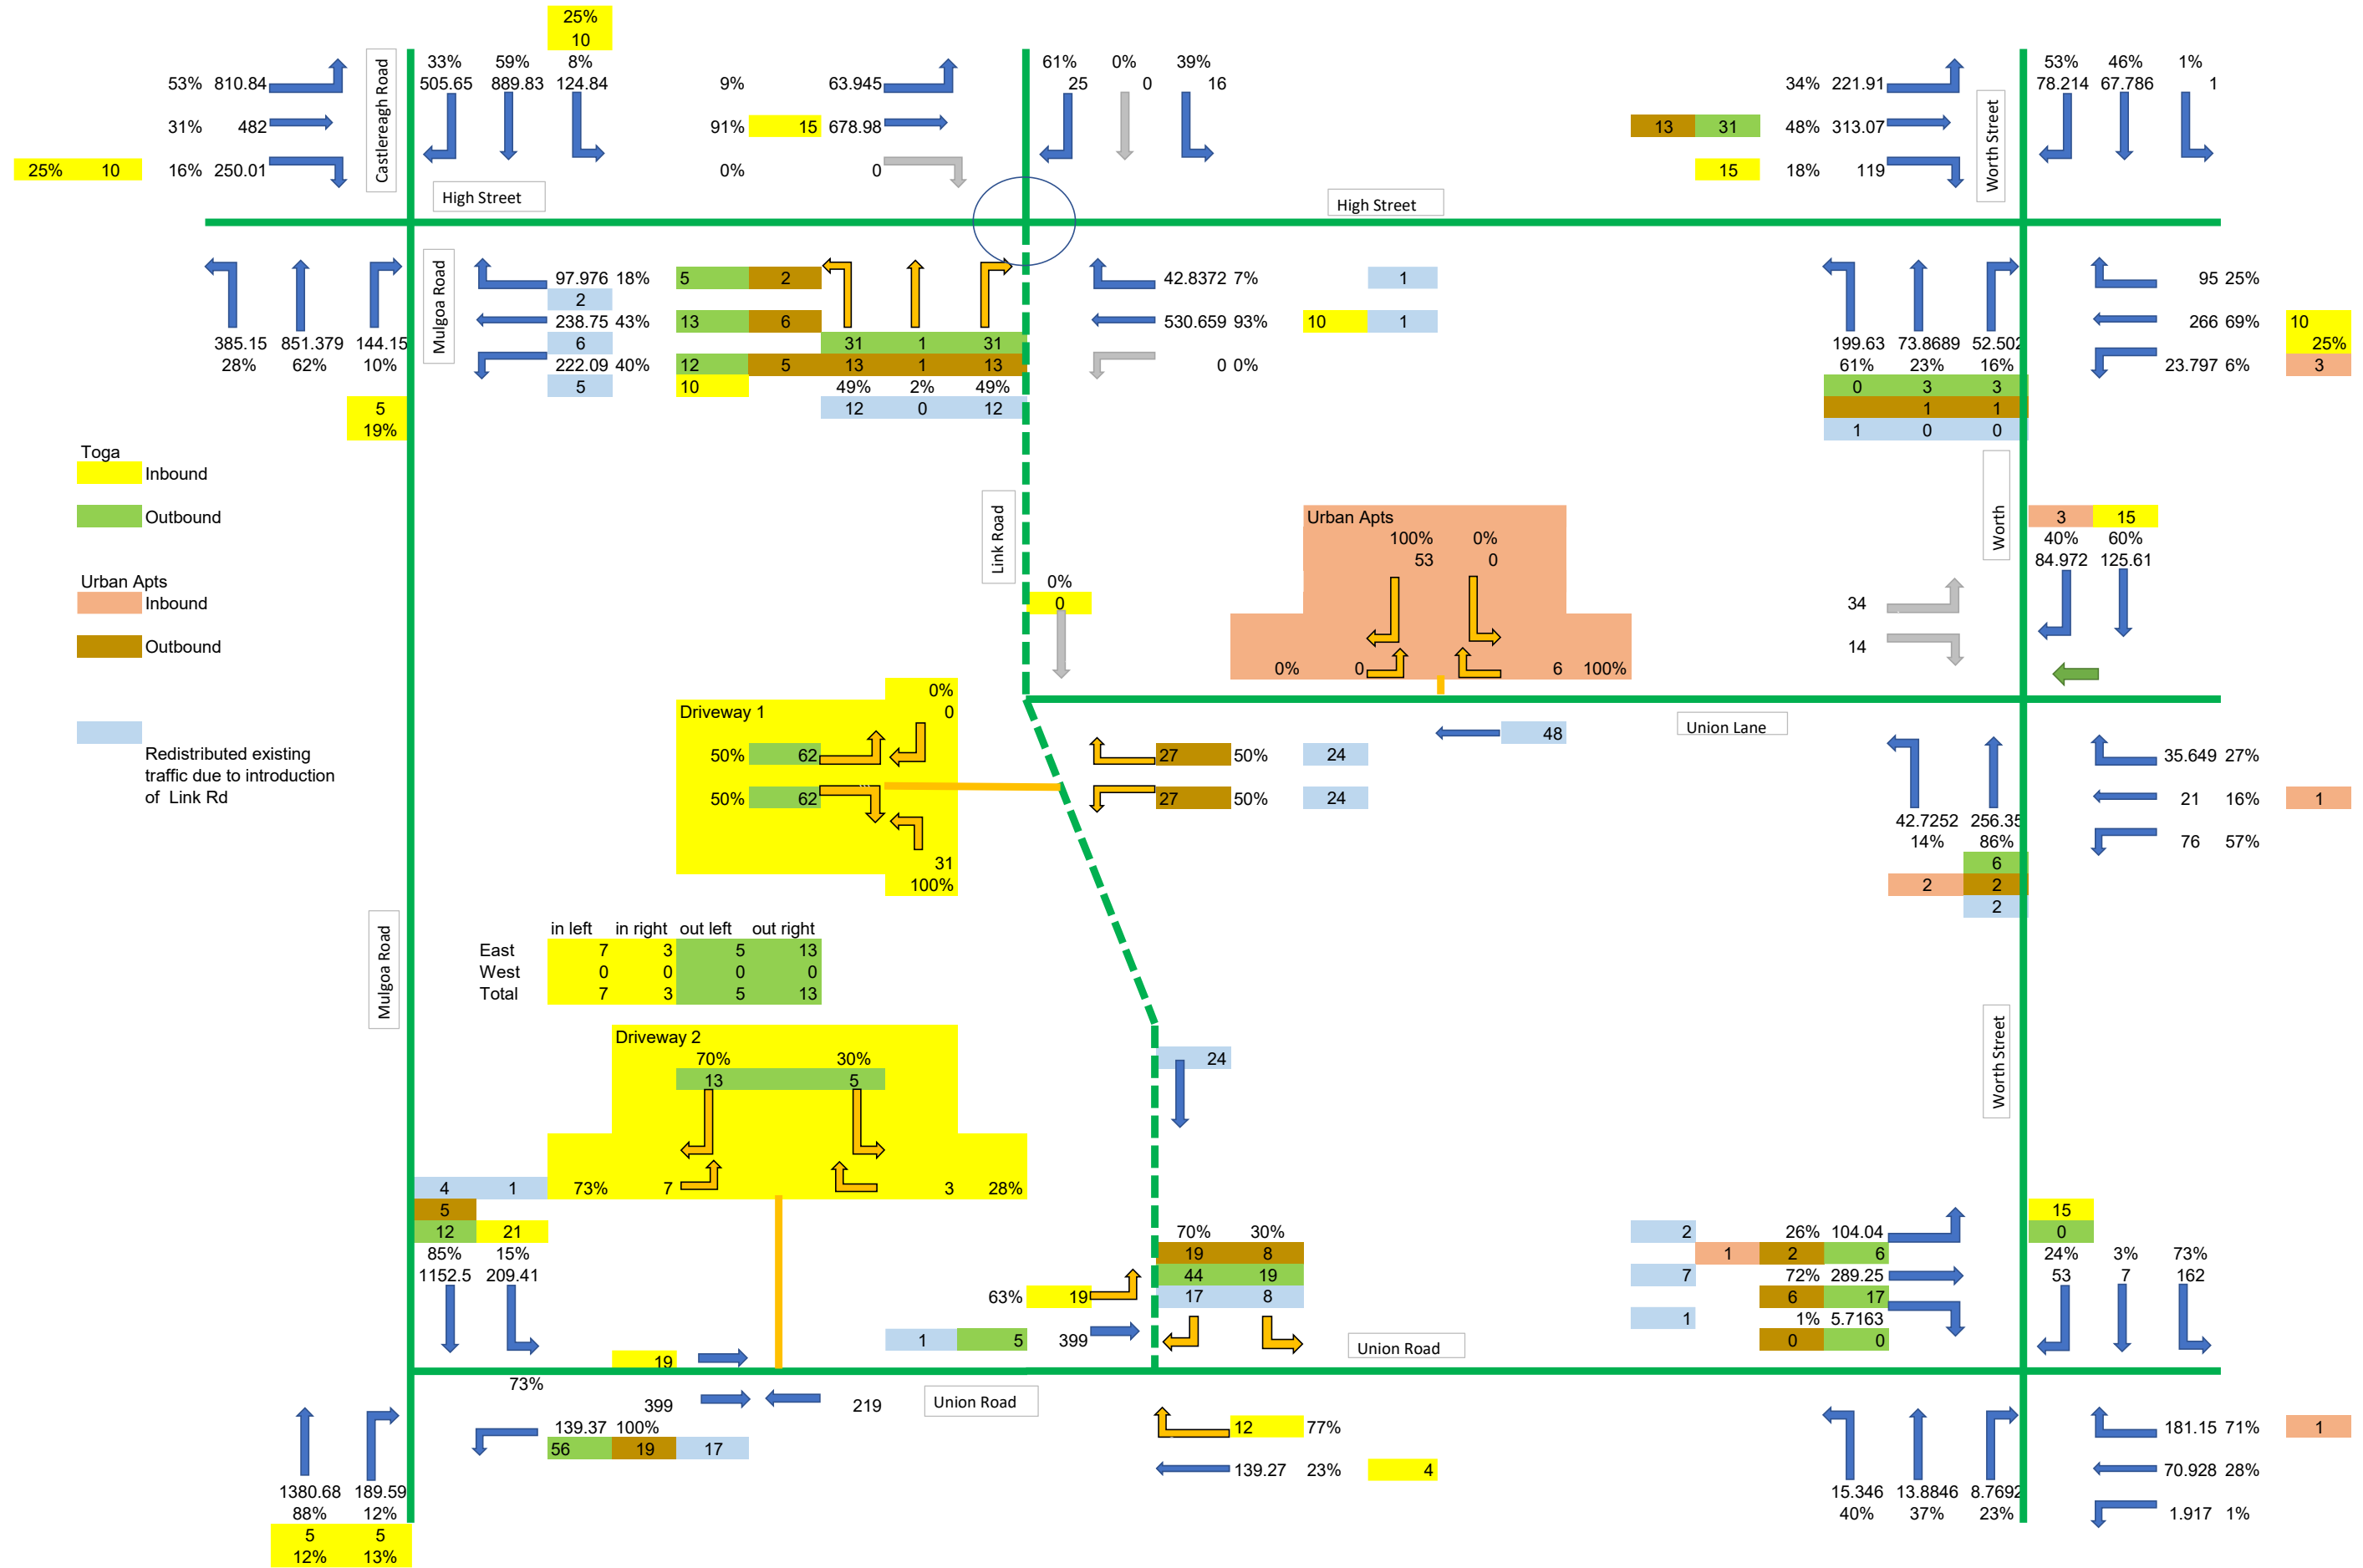 25%
10
33% 59% 8%
61% 0% 39%
53% 46% 1%
53% 810.84
Castlereagh Road
505.65 889.83 124.84
9% 63.945
25 0 16
34% 221.91
Worth Street
78.214 67.786 1
31% 482
91% 15 678.98
13 31 48% 313.07
25% 10 16% 250.01
0% 0
15 18% 119
High Street
High Street
High Street
Mulgoa Road
97.976 18% 5 2
42.8372 7% 1
95 25%
2
238.75 43% 13 6
530.659 93% 10 1
266 69% 10
385.15 851.379 144.15
6
31 1 31
199.63 73.8689 52.502
25%
28% 62% 10%
222.09 40% 12 5 13 1 13
0 0%
61% 23% 16%
23.797 6% 3
5 10 49% 2% 49%
0 3 3
5
12 0 12
1 1
19%
1 0 0
Toga
Inbound
Outbound
Link Road
Worth
Urban Apts
3 15
100% 0%
40% 60%
53 0
84.972 125.61
Urban Apts
Inbound
Outbound
0%
0
34
14
0% 0 6 100%
0%
Driveway 1 0
Union Lane
48
50% 62
27 50% 24
35.649 27%
Redistributed existing
traffic due to introduction
of Link Rd
50% 62
27 50% 24
21 16% 1
42.7252 256.35
14% 86%
76 57%
31
6
100%
2 2
2
Mulgoa Road
in left in right out left out right
East 7 3 5 13
West 0 0 0 0
Total 7 3 5 13
Worth Street
Driveway 2
70% 30%
13 5
24
4 1 73% 7 3 28%
5
15
12 21
70% 30%
2 26% 104.04
0
85% 15%
19 8
1 2 6
24% 3% 73%
1152.5 209.41
44 19
7 72% 289.25
53 7 162
63% 19 17 8
6 17
1 1% 5.7163
1 5 399
0 0
Union Road
19
73%
399 219
Union Road
139.37 100%
12 77%
181.15 71% 1
56 19 17
139.27 23% 4
70.928 28%
1380.68 189.59
15.346 13.8846 8.7692
88% 12%
40% 37% 23%
1.917 1%
5 5
12% 13%